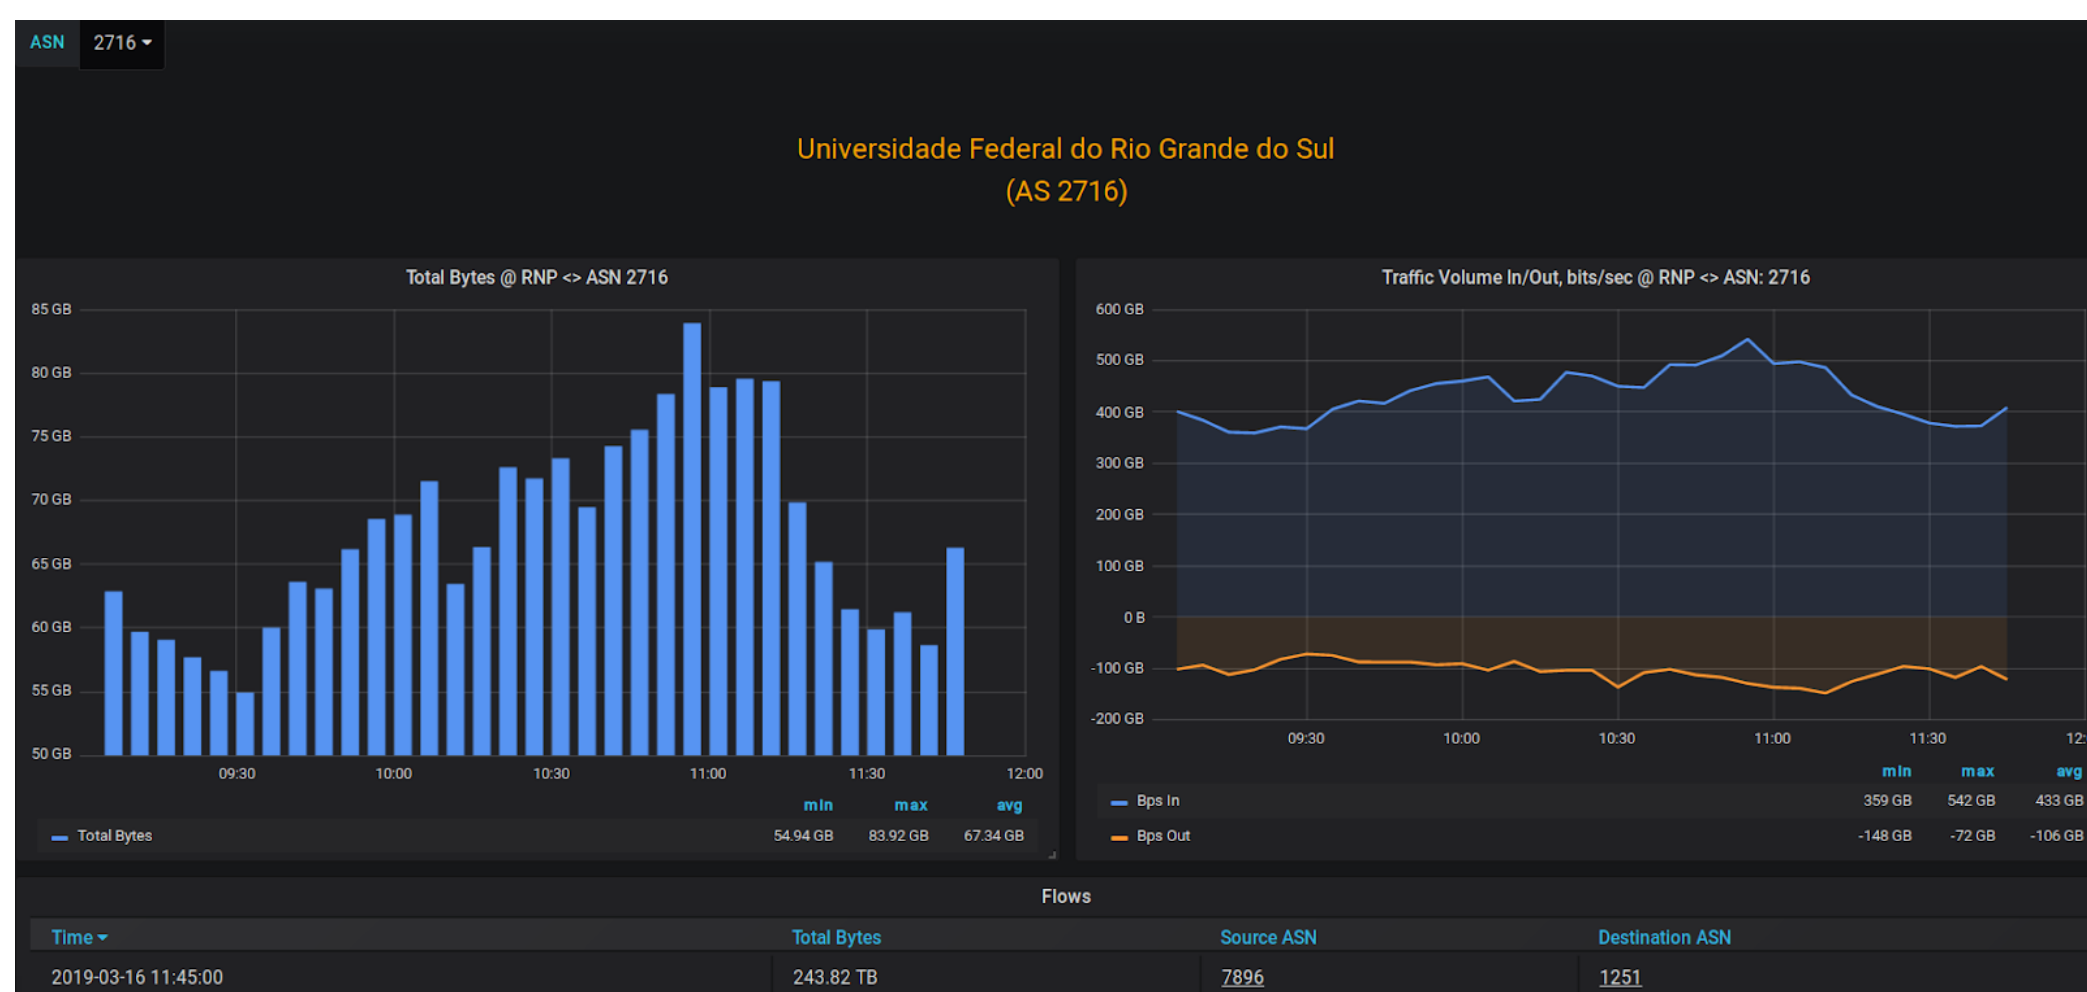 ASN 2716
Universidade Federal do Rio Grande do Sul
(AS 2716)
Total Bytes @ RNP <> ASN 2716
85 GB
80 GB
75 GB
70 GB
65 GB
60 GB
55 GB
50 GB
09:30 10:00 10:30 11:00 11:30 12:00
min max avg
Total Bytes 54.94 GB 83.92 GB 67.34 GB
Traffic Volume In/Out, bits/sec @ RNP <> ASN: 2716
600 GB
500 GB
400 GB
300 GB
200 GB
100 GB
0 B
-100 GB
-200 GB
09:30 10:00 10:30 11:00 11:30 12:
min max avg
Bps In 359 GB 542 GB 433 GB
Bps Out -148 GB -72 GB -106 GB
Flows
Time Total Bytes Source ASN Destination ASN
2019-03-16 11:45:00 243.82 TB 7896 1251